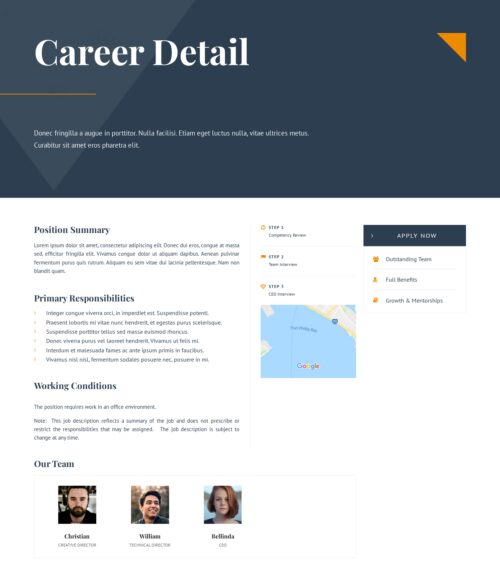 Career Detail
Donec fringilla a augue in porttitor. Nulla facilisi. Etiam eget luctus nulla, vitae ultrices metus.
Curabitur sit amet eros pharetra elit.
Position Summary
Lorem ipsum dolor sit amet, consectetur adipiscing elit. Donec dui eros, congue at massa
sed, efficitur fringilla elit. Vivamus congue dolor ut aliquam dapibus. Aenean pulvinar
fermentum purus quis rutrum. Aliquam eu sem vitae dui lacinia pellentesque. Nam non
blandit quam.
Primary Responsibilities
Integer congue viverra orci, in imperdiet est. Suspendisse potenti.
Praesent lobortis mi vitae nunc hendrerit, et egestas purus scelerisque.
Suspendisse porttitor tellus sed massa euismod rhoncus.
Donec viverra purus vel laoreet hendrerit. Vivamus ut felis mi.
Interdum et malesuada fames ac ante ipsum primis in faucibus.
Vivamus nisl nisl, fermentum sodales posuere nec, posuere in mi.
Working Conditions
The position requires work in an office environment.
Note: This job description reflects a summary of the job and does not prescribe or
restrict the responsibilities that may be assigned. The job description is subject to
change at any time.
STEP 1
Competency Review
STEP 2
Team Interview
STEP 3
CEO Interview
Port Phillip Bay
Google
APPLY NOW
Outstanding Team
Full Benefits
Growth & Mentorships
Our Team
Christian
CREATIVE DIRECTOR
William
TECHNICAL DIRECTOR
Bellinda
CEO